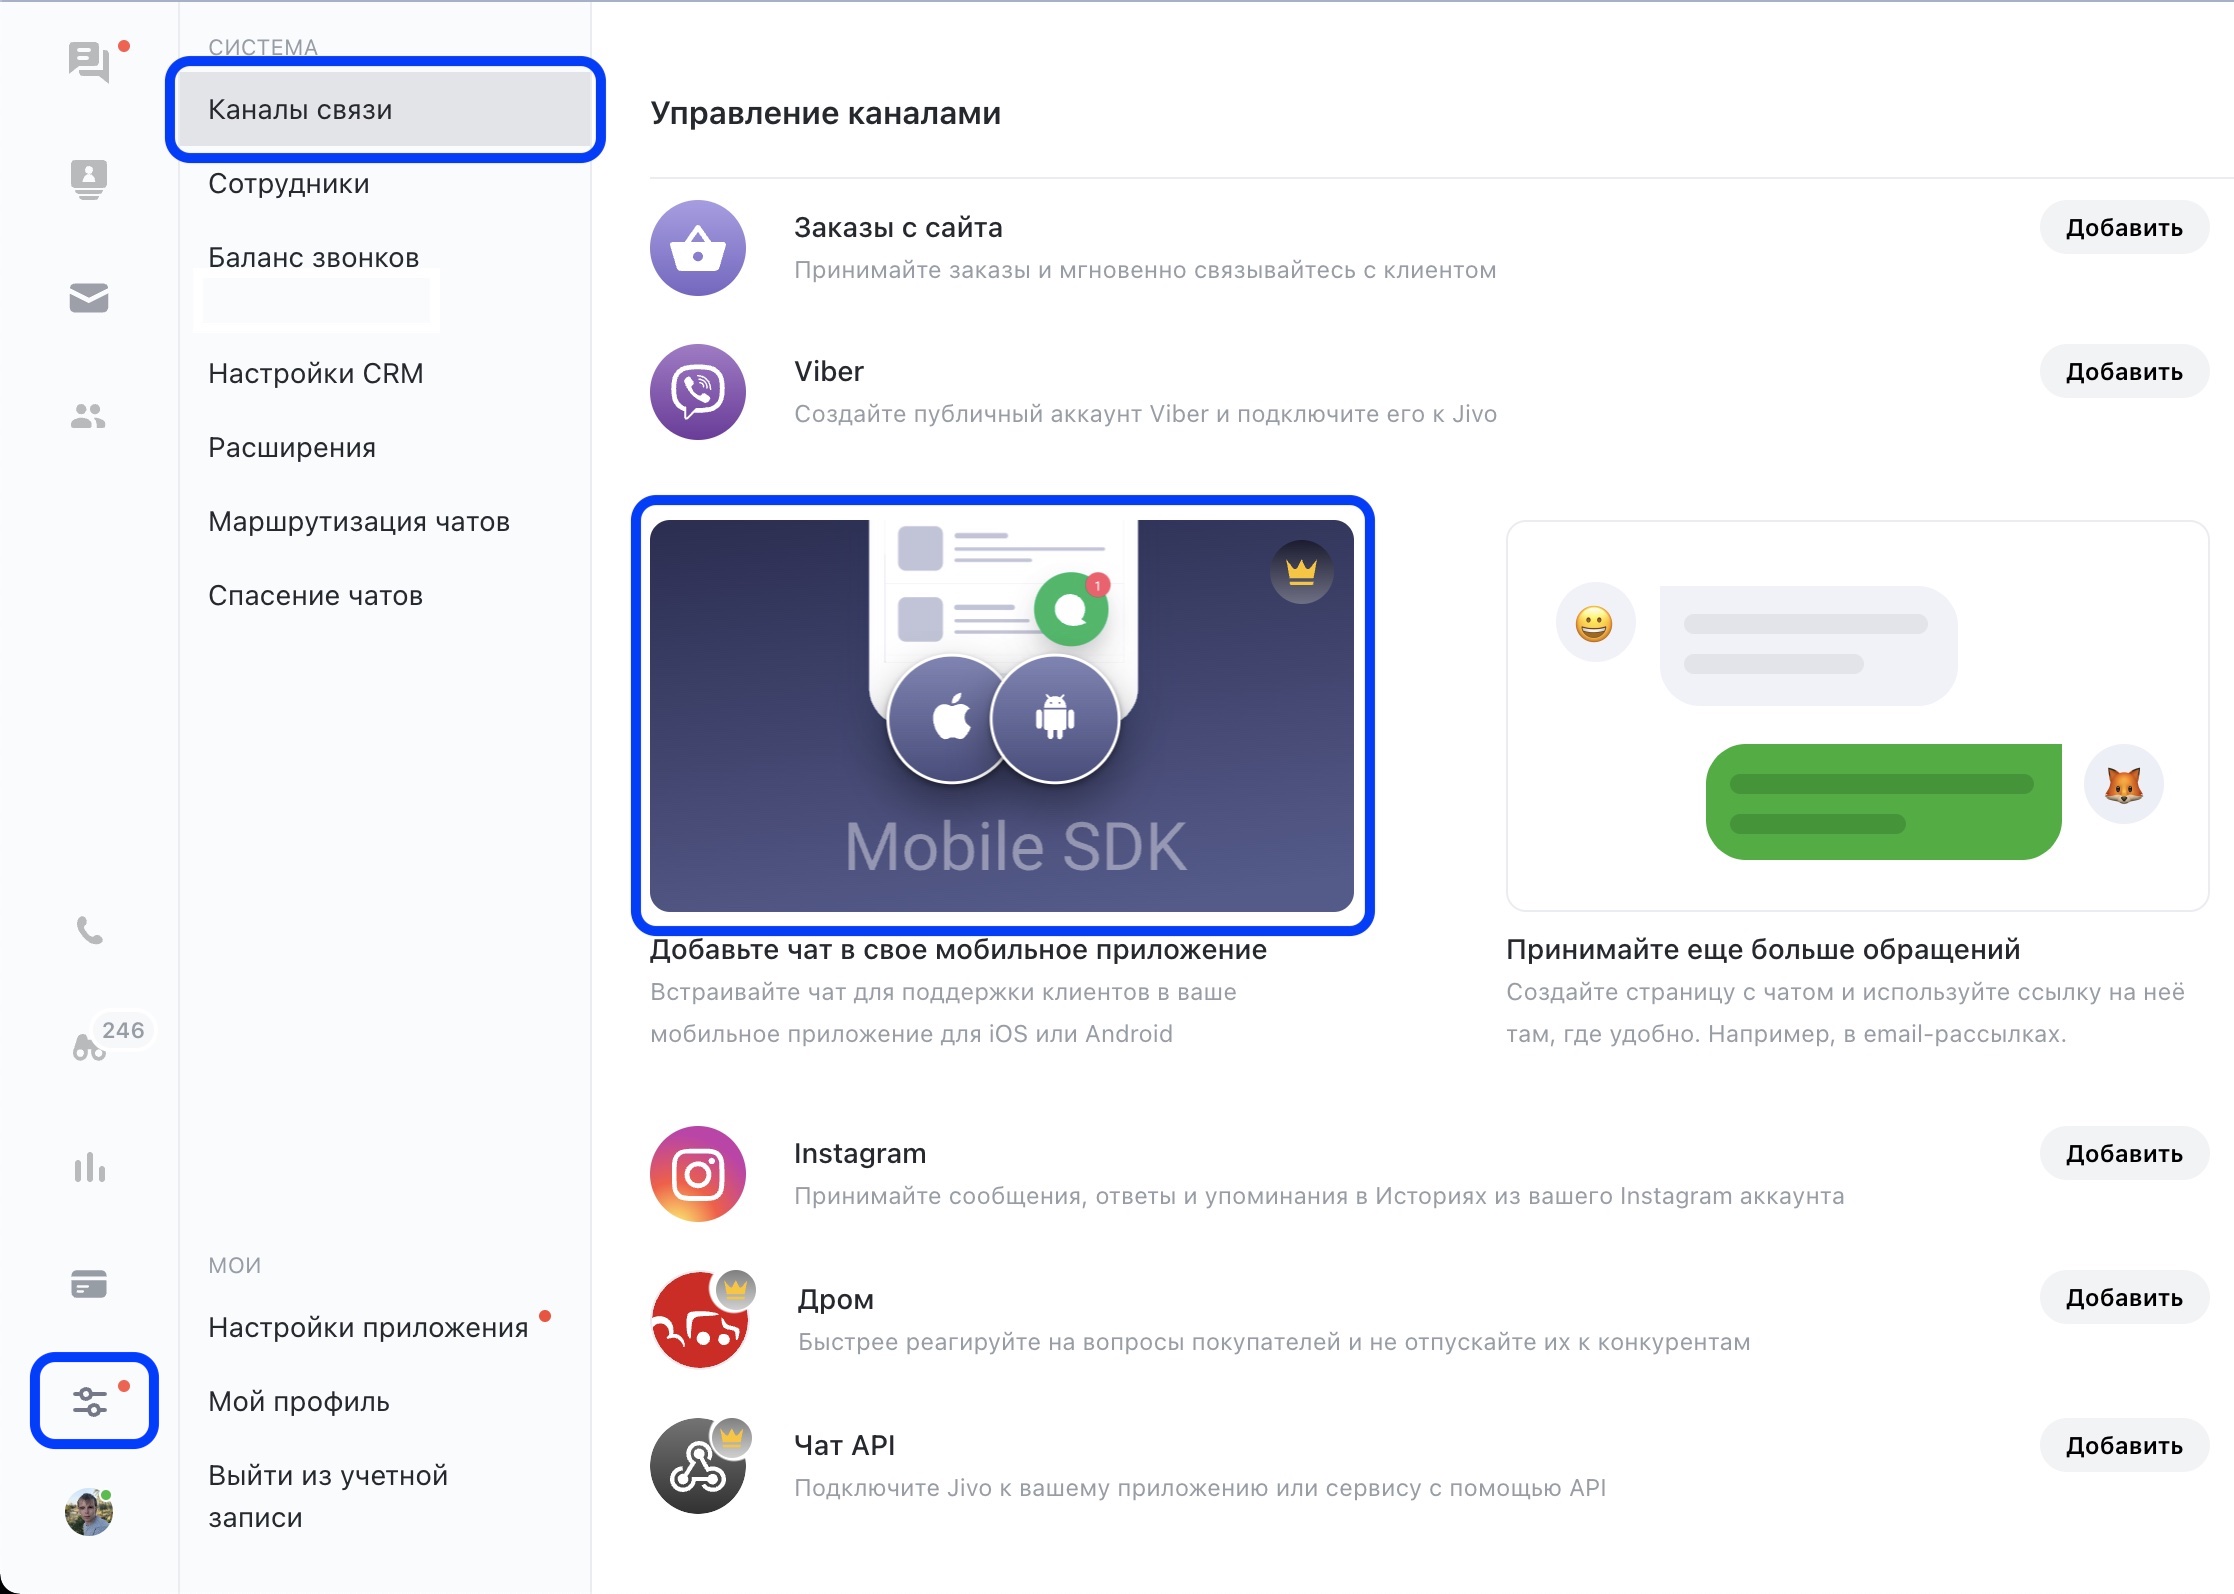 СИСТЕМА
Каналы связи
Сотрудники
Баланс звонков
Настройки CRM
Расширения
Маршрутизация чатов
Спасение чатов
246
МОИ
Настройки приложения
Мой профиль
Выйти из учетной
записи
Управление каналами
Заказы с сайта
Принимайте заказы и мгновенно связывайтесь с клиентом
Добавить
Viber
Создайте публичный аккаунт Viber и подключите его к Jivo
Добавить
1
Mobile SDK
Добавьте чат в свое мобильное приложение
Встраивайте чат для поддержки клиентов в ваше
мобильное приложение для iOS или Android
Принимайте еще больше обращений
Создайте страницу с чатом и используйте ссылку на неё
там, где удобно. Например, в email-рассылках.
Instagram
Принимайте сообщения, ответы и упоминания в Историях из вашего Instagram аккаунта
Добавить
Дром
Быстрее реагируйте на вопросы покупателей и не отпускайте их к конкурентам
Добавить
Чат API
Подключите Jivo к вашему приложению или сервису с помощью API
Добавить